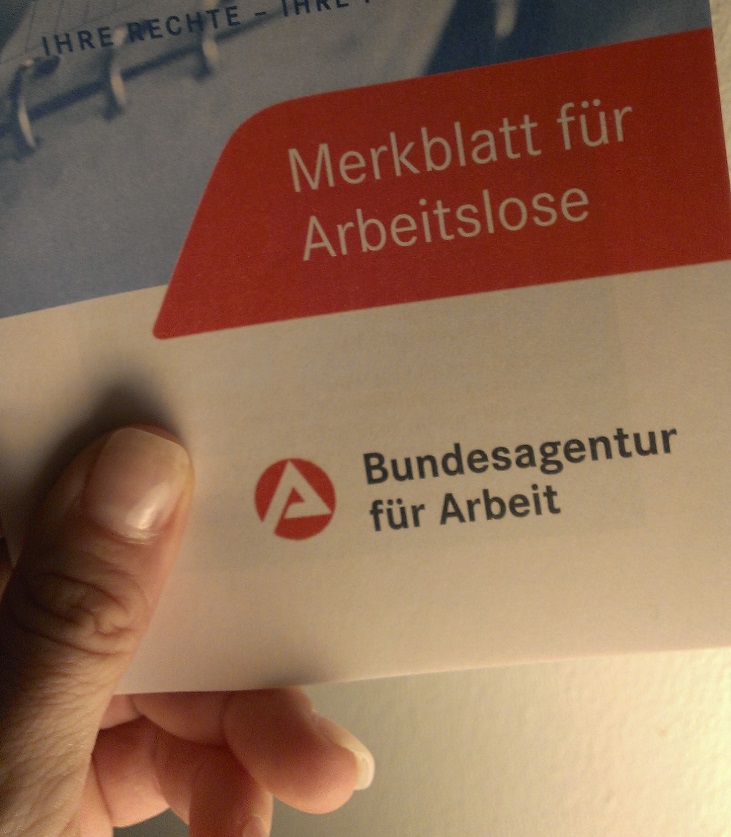 IHRE RECHTE – IHRE
Merkblatt für
Arbeitslose
Bundesagentur
für Arbeit